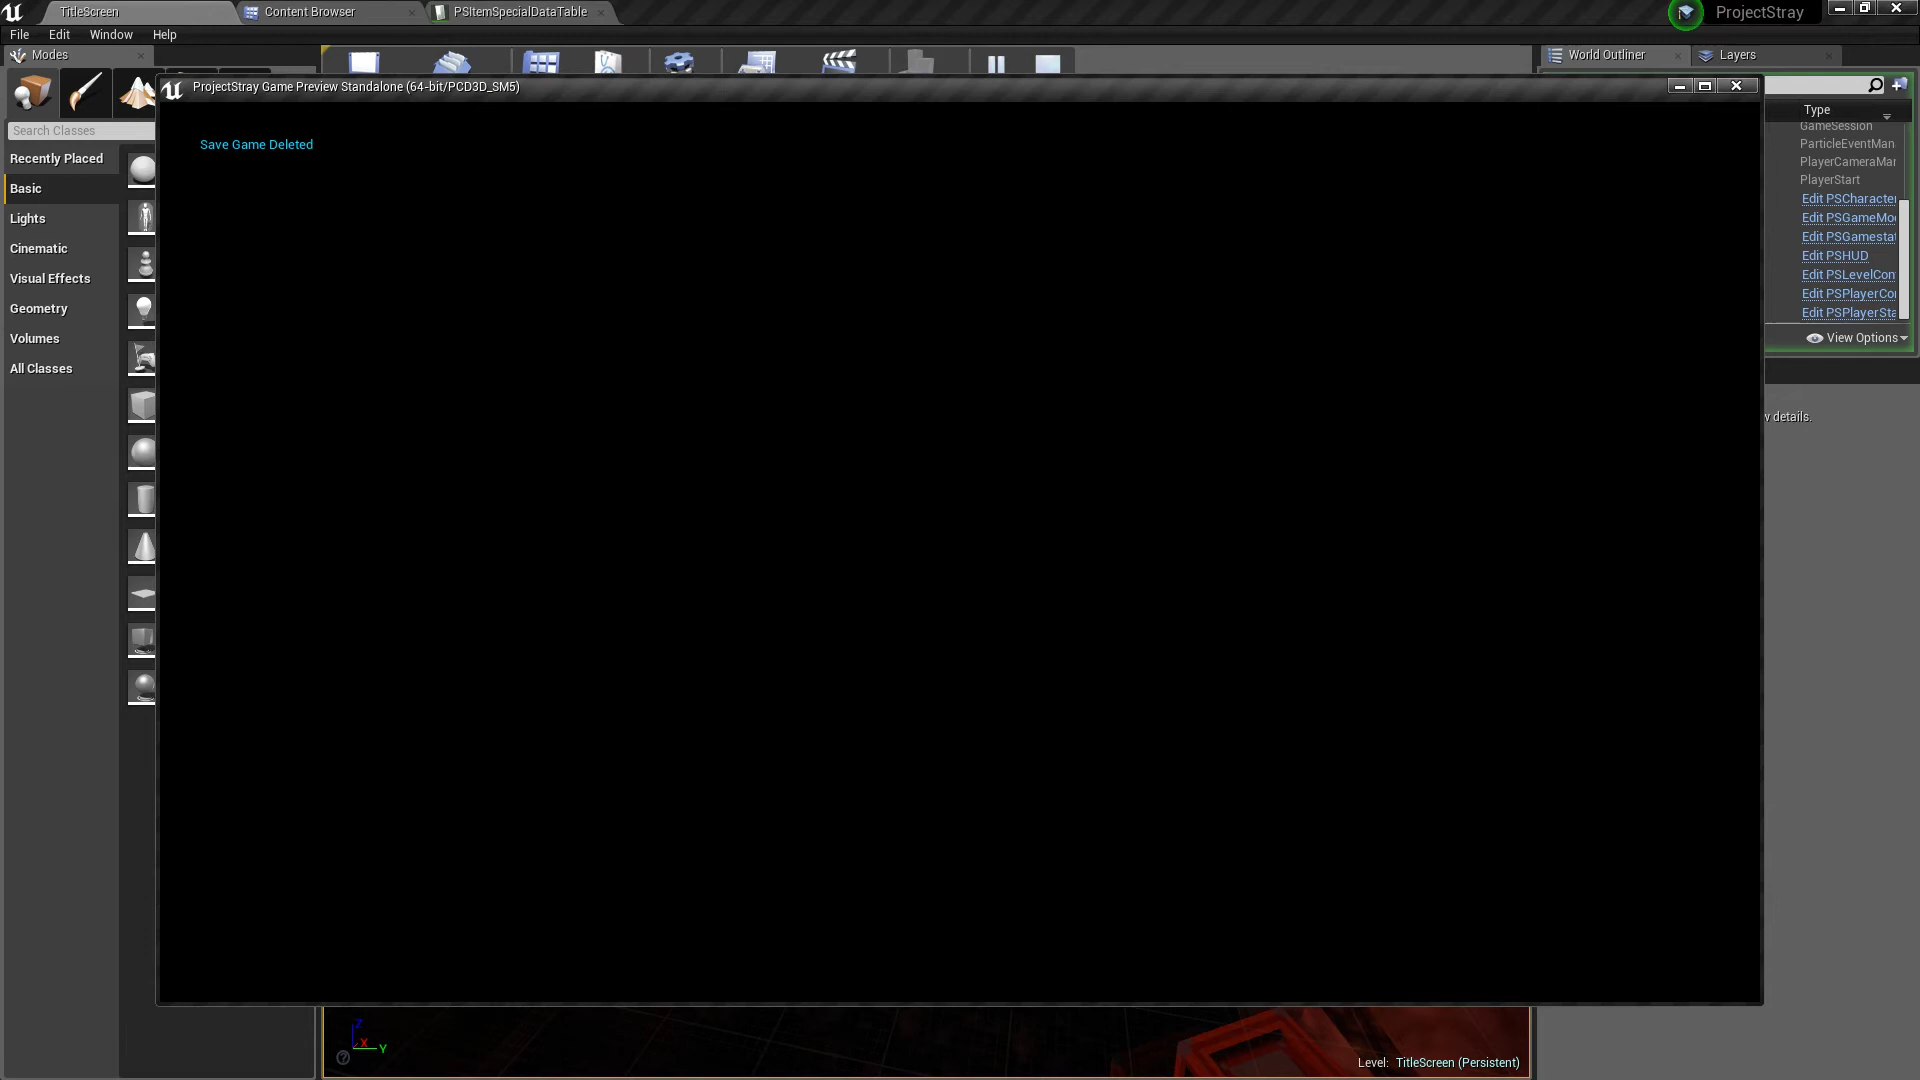 TitleScreen
Content Browser
PSItemSpecialDataTable
ProjectStray
File
Edit
Window
Help
Modes
World Outliner
Layers
ProjectStray Game Preview Standalone (64-bit/PCD3D_SM5)
Search Classes
Save Game Deleted
Type
GameSession
ParticleEventMan
PlayerCameraMar
PlayerStart
Edit PSCharacter
Edit PSGameMo
Edit PSGamestat
Edit PSHUD
Edit PSLevelCon
Edit PSPlayerCo
Edit PSPlayerSta
View Options
Recently Placed
Basic
Lights
Cinematic
Visual Effects
Geometry
Volumes
All Classes
details.
Z
X
Y
Level: TitleScreen (Persistent)